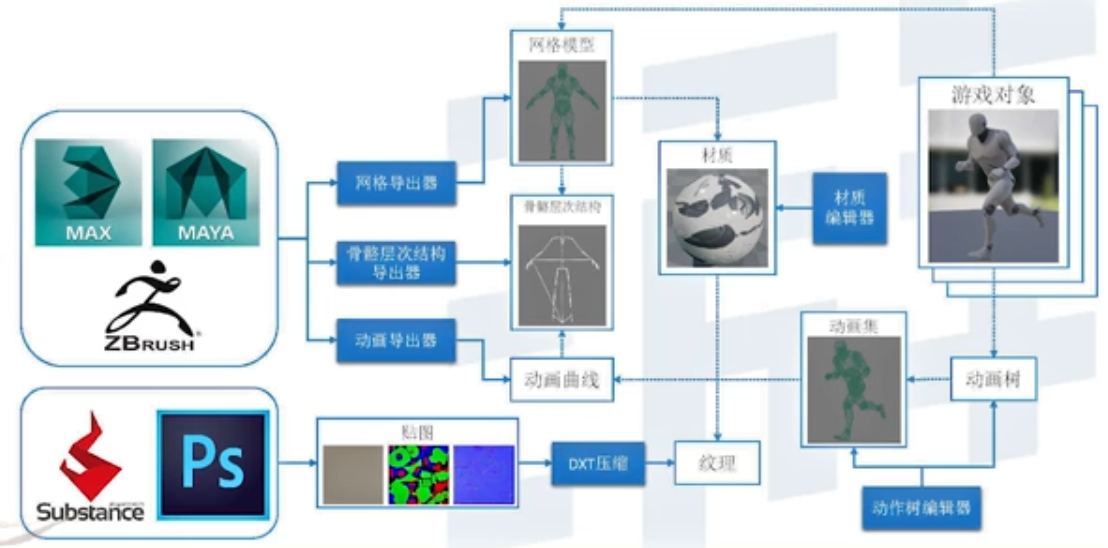 网格模型
游戏对象
MAX
MAYA
ZBRUSH
网格导出器
骨骼层次结构
导出器
动画导出器
骨骼层次结构
动画曲线
材质
材质
编辑器
动画集
动画树
动作树编辑器
Substance
Ps
贴图
DXT压缩
纹理